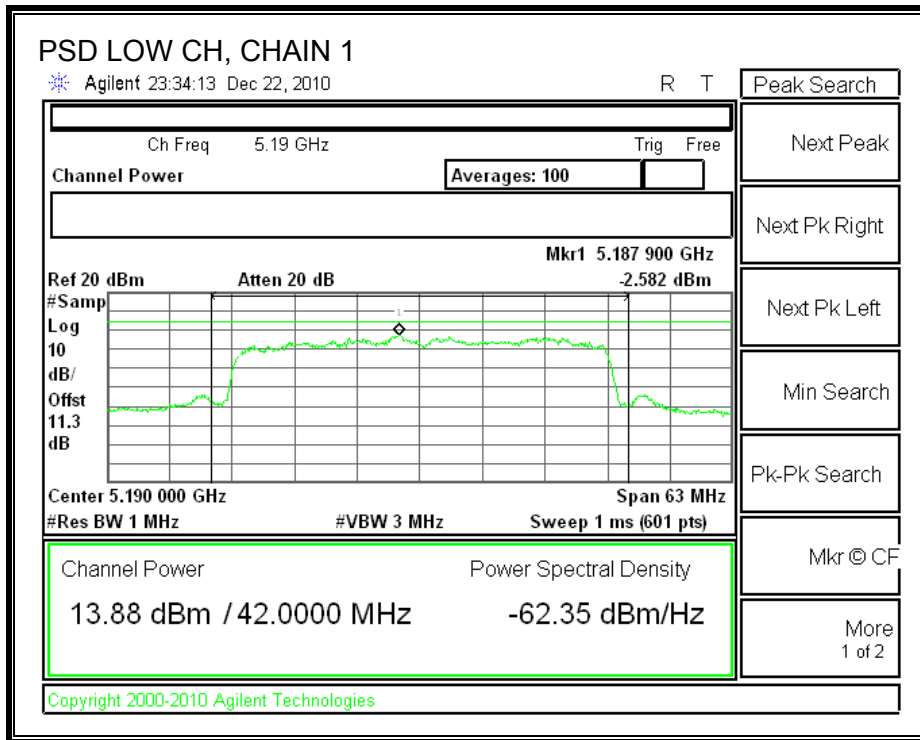 PSD LOW CH, CHAIN 1
Agilent 23:34:13 Dec 22, 2010 R T
Peak Search
Ch Freq 5.19 GHz Trig Free
Channel Power Averages: 100
Mkr1 5.187 900 GHz
Ref 20 dBm Atten 20 dB -2.582 dBm
#Samp
Log
10
dB/
Offst
11.3
dB
1
Center 5.190 000 GHz Span 63 MHz
#Res BW 1 MHz #VBW 3 MHz Sweep 1 ms (601 pts)
Channel Power Power Spectral Density
13.88 dBm / 42.0000 MHz -62.35 dBm/Hz
Copyright 2000-2010 Agilent Technologies
Next Peak
Next Pk Right
Next Pk Left
Min Search
Pk-Pk Search
Mkr © CF
More
1 of 2